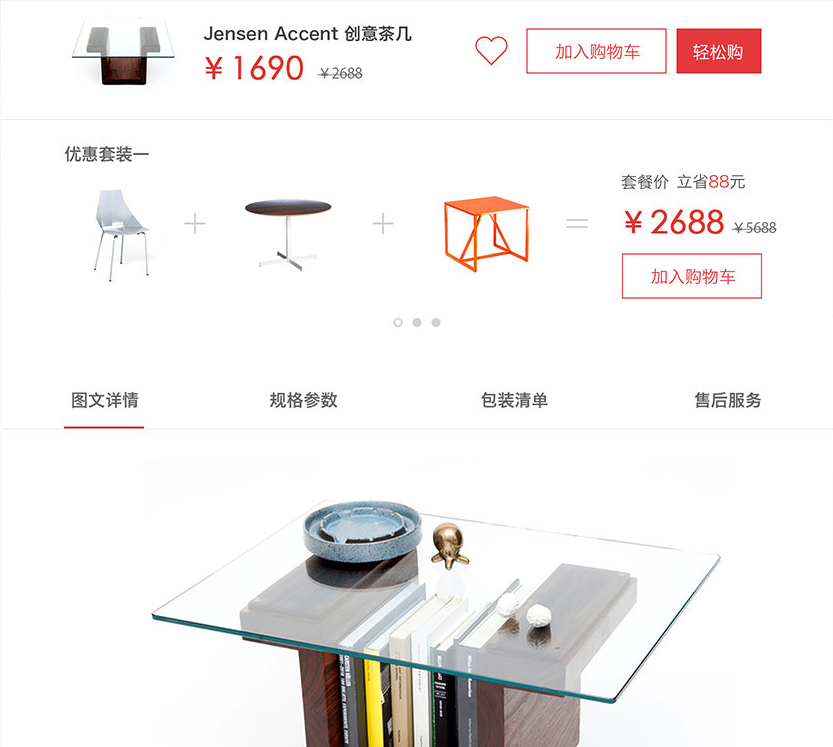 Jensen Accent 创意茶几
¥1690 ¥2688
加入购物车
轻松购
优惠套装一
套餐价 立省88元
¥2688 ¥5688
加入购物车
图文详情
规格参数
包装清单
售后服务